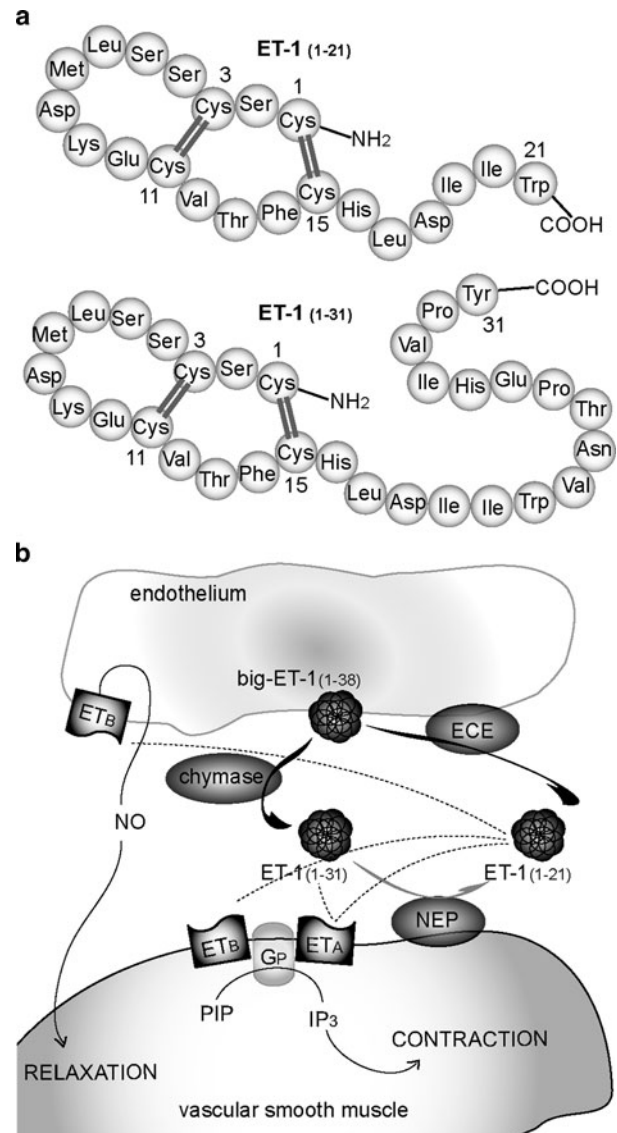 a
ET-1 (1-21)
Met Leu Ser Ser 3 Cys Ser 1 Cys NH2
Asp Lys Glu Cys 11 Val Thr Phe Cys 15 His Leu Asp Ile Ile 21 Trp COOH
ET-1 (1-31)
Met Leu Ser Ser 3 Cys Ser 1 Cys NH2
Asp Lys Glu Cys 11 Val Thr Phe Cys 15 His Leu Asp Ile Ile Trp Val Asn Thr Pro Glu His Ile Val Pro Tyr 31 COOH
b
endothelium
big-ET-1(1-38)
ETB
ECE
chymase
NO
ET-1(1-31)
ET-1(1-21)
NEP
ETB
GP
ETA
PIP
IP3
CONTRACTION
RELAXATION
vascular smooth muscle